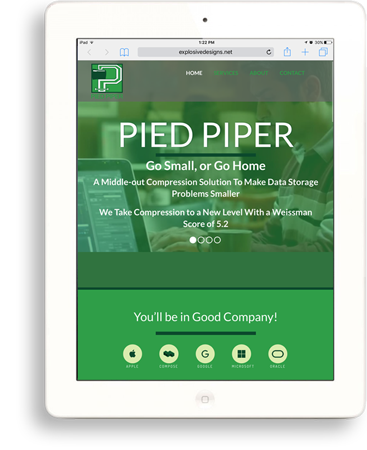 iPad
1:22 PM
50%
explosivedesigns.net
HOME SERVICES ABOUT CONTACT
PIED PIPER
Go Small, or Go Home
A Middle-out Compression Solution To Make Data Storage
Problems Smaller
We Take Compression to a New Level With a Weissman
Score of 5.2
You'll be in Good Company!
APPLE COMPOSE GOOGLE MICROSOFT ORACLE